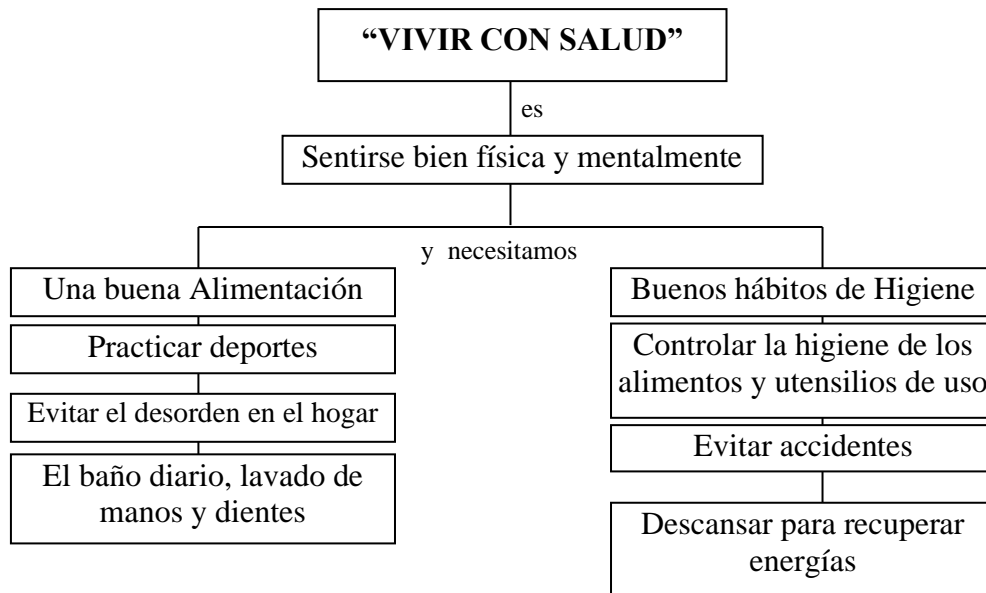 “VIVIR CON SALUD”
es
Sentirse bien física y mentalmente
y necesitamos
Una buena Alimentación
Practicar deportes
Evitar el desorden en el hogar
El baño diario, lavado de
manos y dientes
Buenos hábitos de Higiene
Controlar la higiene de los
alimentos y utensilios de uso
Evitar accidentes
Descansar para recuperar
energías